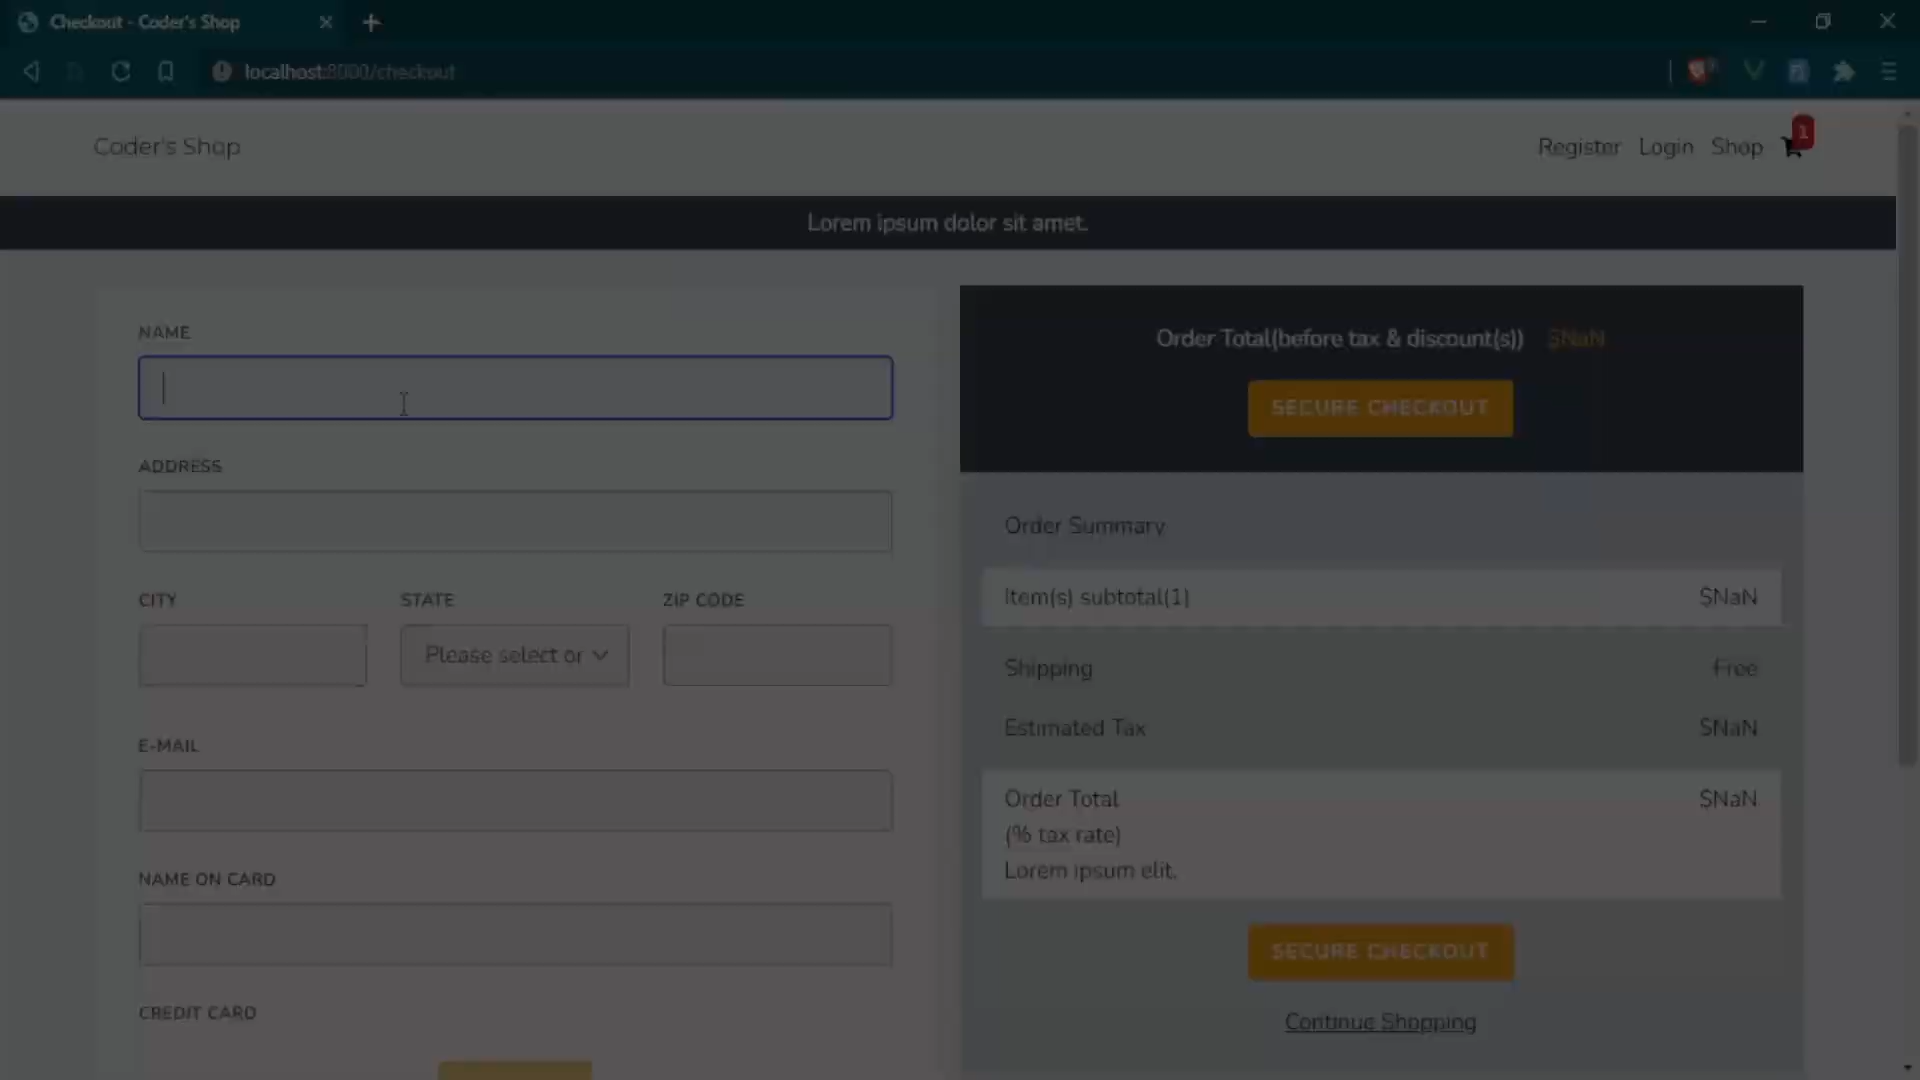 Checkout - Coder's Shop
localhost:8000/checkout
Coder's Shop
Register Login Shop 1
Lorem ipsum dolor sit amet.
NAME
ADDRESS
CITY STATE ZIP CODE
Please select or
E-MAIL
NAME ON CARD
CREDIT CARD
Order Total(before tax & discount(s)) $NaN
SECURE CHECKOUT
Order Summary
Item(s) subtotal(1) $NaN
Shipping Free
Estimated Tax $NaN
Order Total $NaN
(% tax rate)
Lorem ipsum elit.
SECURE CHECKOUT
Continue Shopping